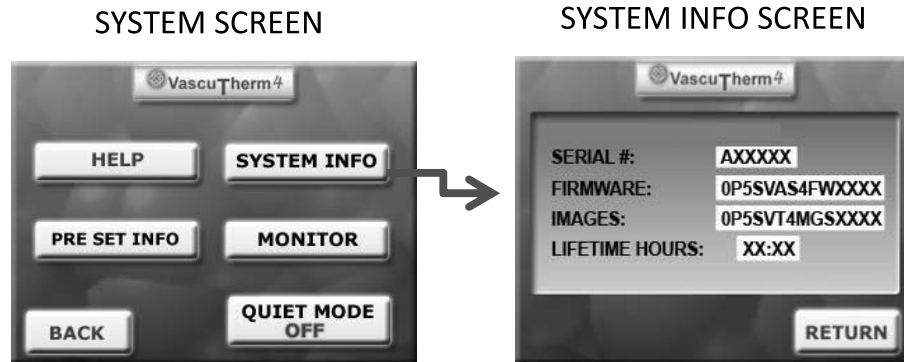 SYSTEM SCREEN
VascuTherm4
HELP
SYSTEM INFO
PRE SET INFO
MONITOR
BACK
QUIET MODE
OFF
SYSTEM INFO SCREEN
VascuTherm4
SERIAL #: AXXXXX
FIRMWARE: 0P5SVAS4FWXXXX
IMAGES: 0P5SVT4MGSXXXX
LIFETIME HOURS: XX:XX
RETURN